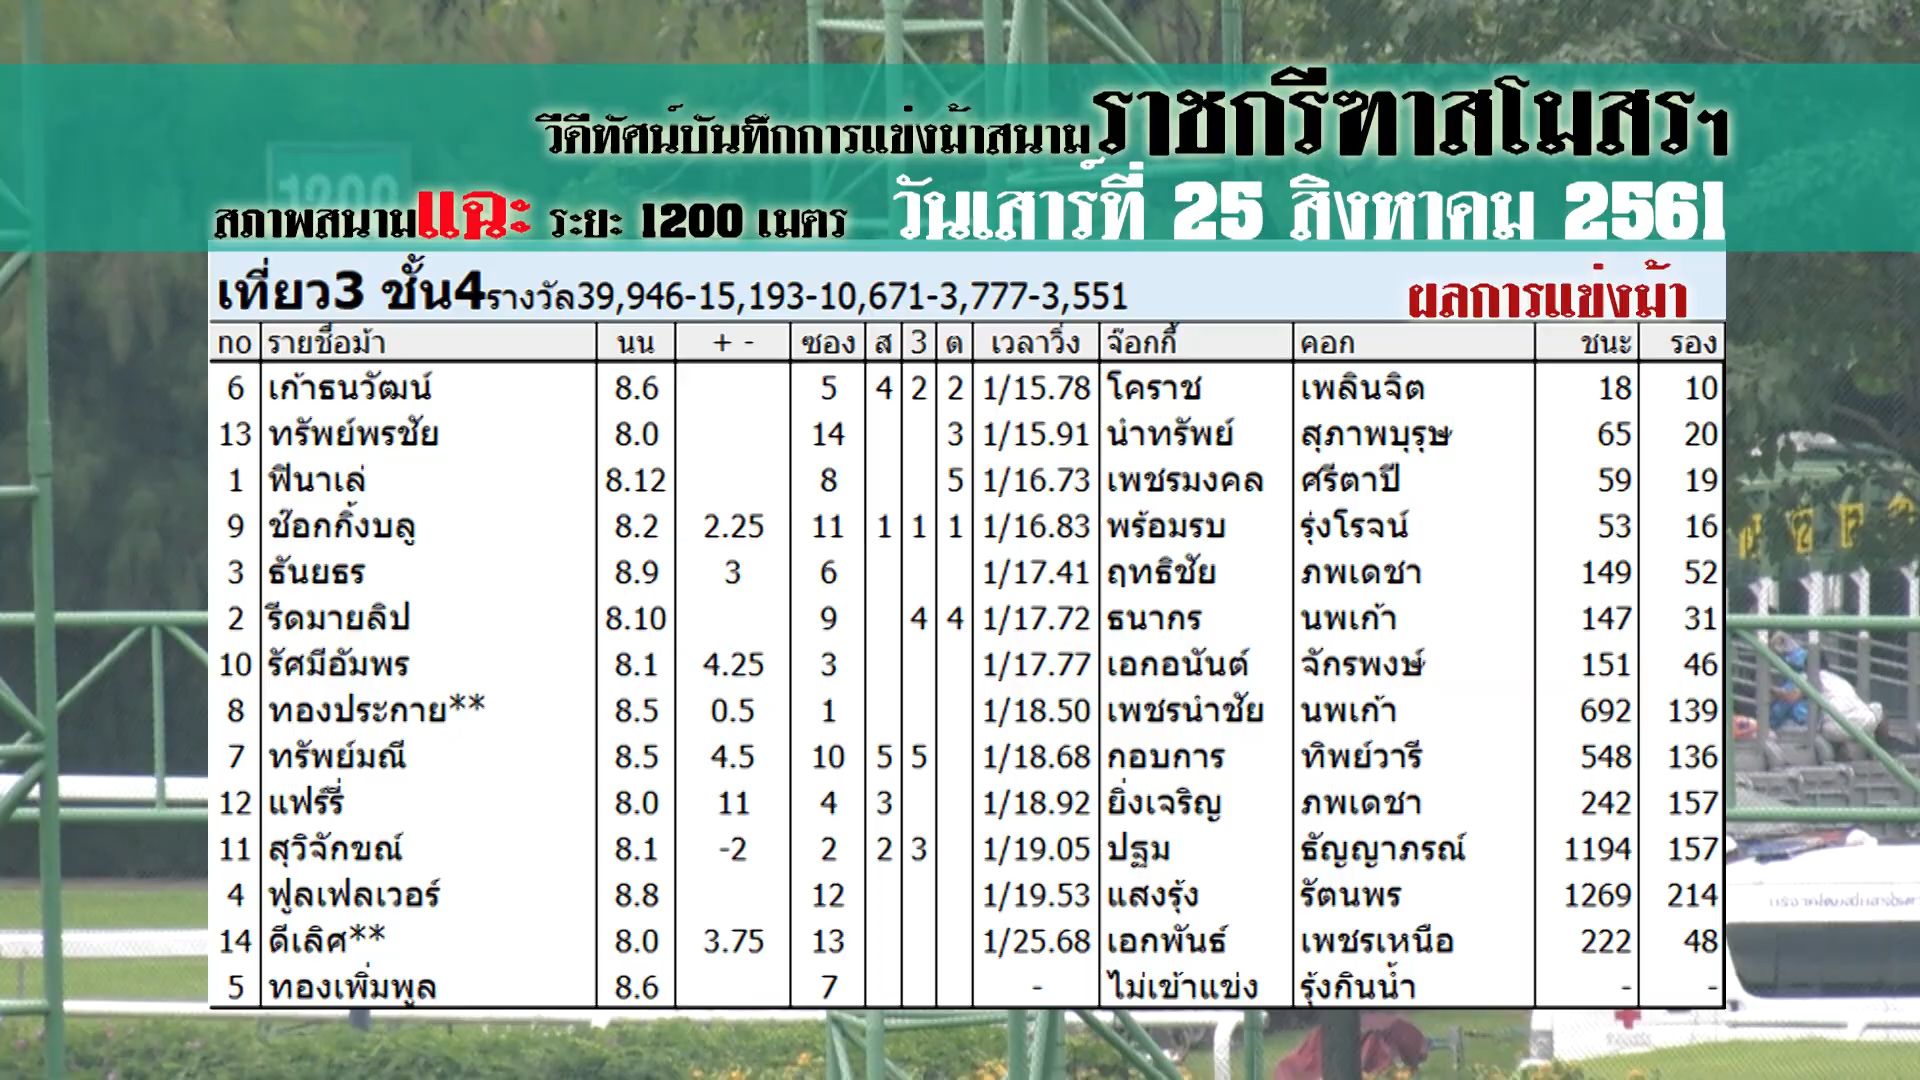 วีดีทัศน์บันทึกการแข่งม้าสนามราชกรีฑาสโมสรฯ
สภาพสนามแฉะ ระยะ 1200 เมตร วันเสาร์ที่ 25 สิงหาคม 2561
เที่ยว3 ชั้น4รางวัล39,946-15,193-10,671-3,777-3,551 ผลการแข่งม้า
no รายชื่อม้า นน + - ซอง ส 3 ต เวลาวิ่ง จ๊อกกี้ คอก ชนะ รอง
6 เก้าธนวัฒน์ 8.6 5 4 2 2 1/15.78 โคราช เพลินจิต 18 10
13 ทรัพย์พรชัย 8.0 14 3 1/15.91 นำทรัพย์ สุภาพบุรุษ 65 20
1 ฟินาเล่ 8.12 8 5 1/16.73 เพชรมงคล ศรีตาปี 59 19
9 ช๊อกกิ้งบลู 8.2 2.25 11 1 1 1 1/16.83 พร้อมรบ รุ่งโรจน์ 53 16
3 ธันยธร 8.9 3 6 1/17.41 ฤทธิชัย ภพเดชา 149 52
2 รีดมายลิป 8.10 9 4 4 1/17.72 ธนากร นพเก้า 147 31
10 รัศมีอัมพร 8.1 4.25 3 1/17.77 เอกอนันต์ จักรพงษ์ 151 46
8 ทองประกาย** 8.5 0.5 1 1/18.50 เพชรนำชัย นพเก้า 692 139
7 ทรัพย์มณี 8.5 4.5 10 5 5 1/18.68 กอบการ ทิพย์วารี 548 136
12 แฟรรี่ 8.0 11 4 3 1/18.92 ยิ่งเจริญ ภพเดชา 242 157
11 สุวิจักขณ์ 8.1 -2 2 2 3 1/19.05 ปฐม ธัญญาภรณ์ 1194 157
4 ฟูลเฟลเวอร์ 8.8 12 1/19.53 แสงรุ้ง รัตนพร 1269 214
14 ดีเลิศ** 8.0 3.75 13 1/25.68 เอกพันธ์ เพชรเหนือ 222 48
5 ทองเพิ่มพูล 8.6 7 - ไม่เข้าแข่ง รุ้งกินน้ำ - -
1200